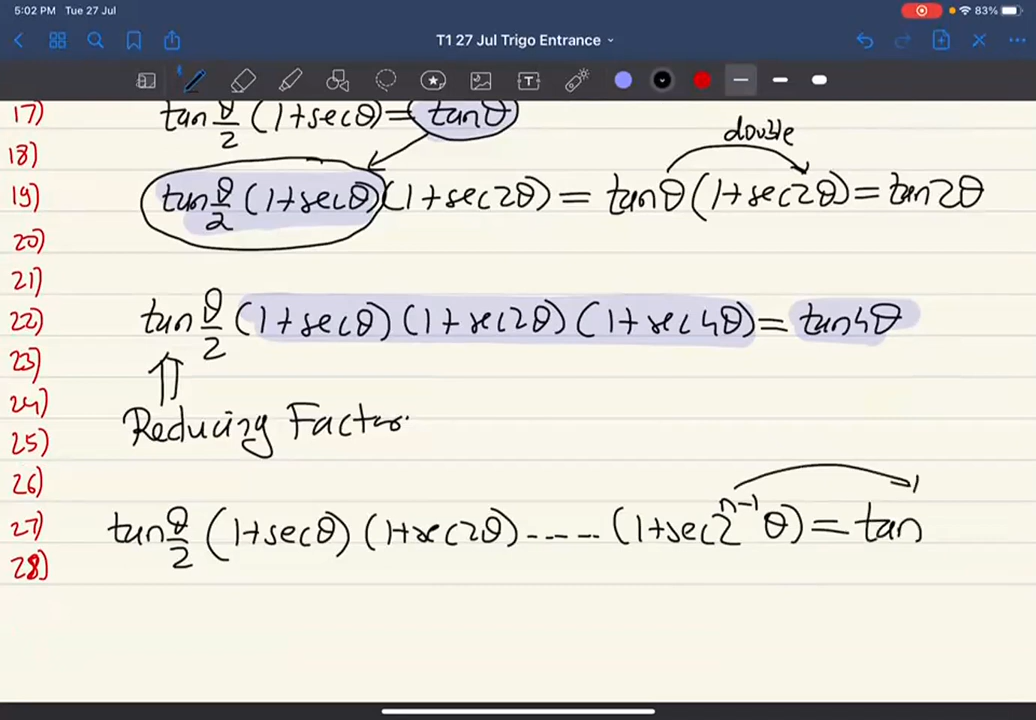 5:02 PM Tue 27 Jul 83%
T1 27 Jul Trigo Entrance
17) tan θ/2 (1+secθ) = tanθ
18) double
19) tan θ/2 (1+secθ)(1+sec2θ) = tanθ(1+sec2θ) = tan2θ
20)
21)
22) tan θ/2 (1+secθ)(1+sec2θ)(1+sec4θ) = tan4θ
23)
24)
25) Reducing Factor
26)
27) tan θ/2 (1+secθ)(1+sec2θ)-----(1+sec2ⁿ⁻¹θ) = tan
28)